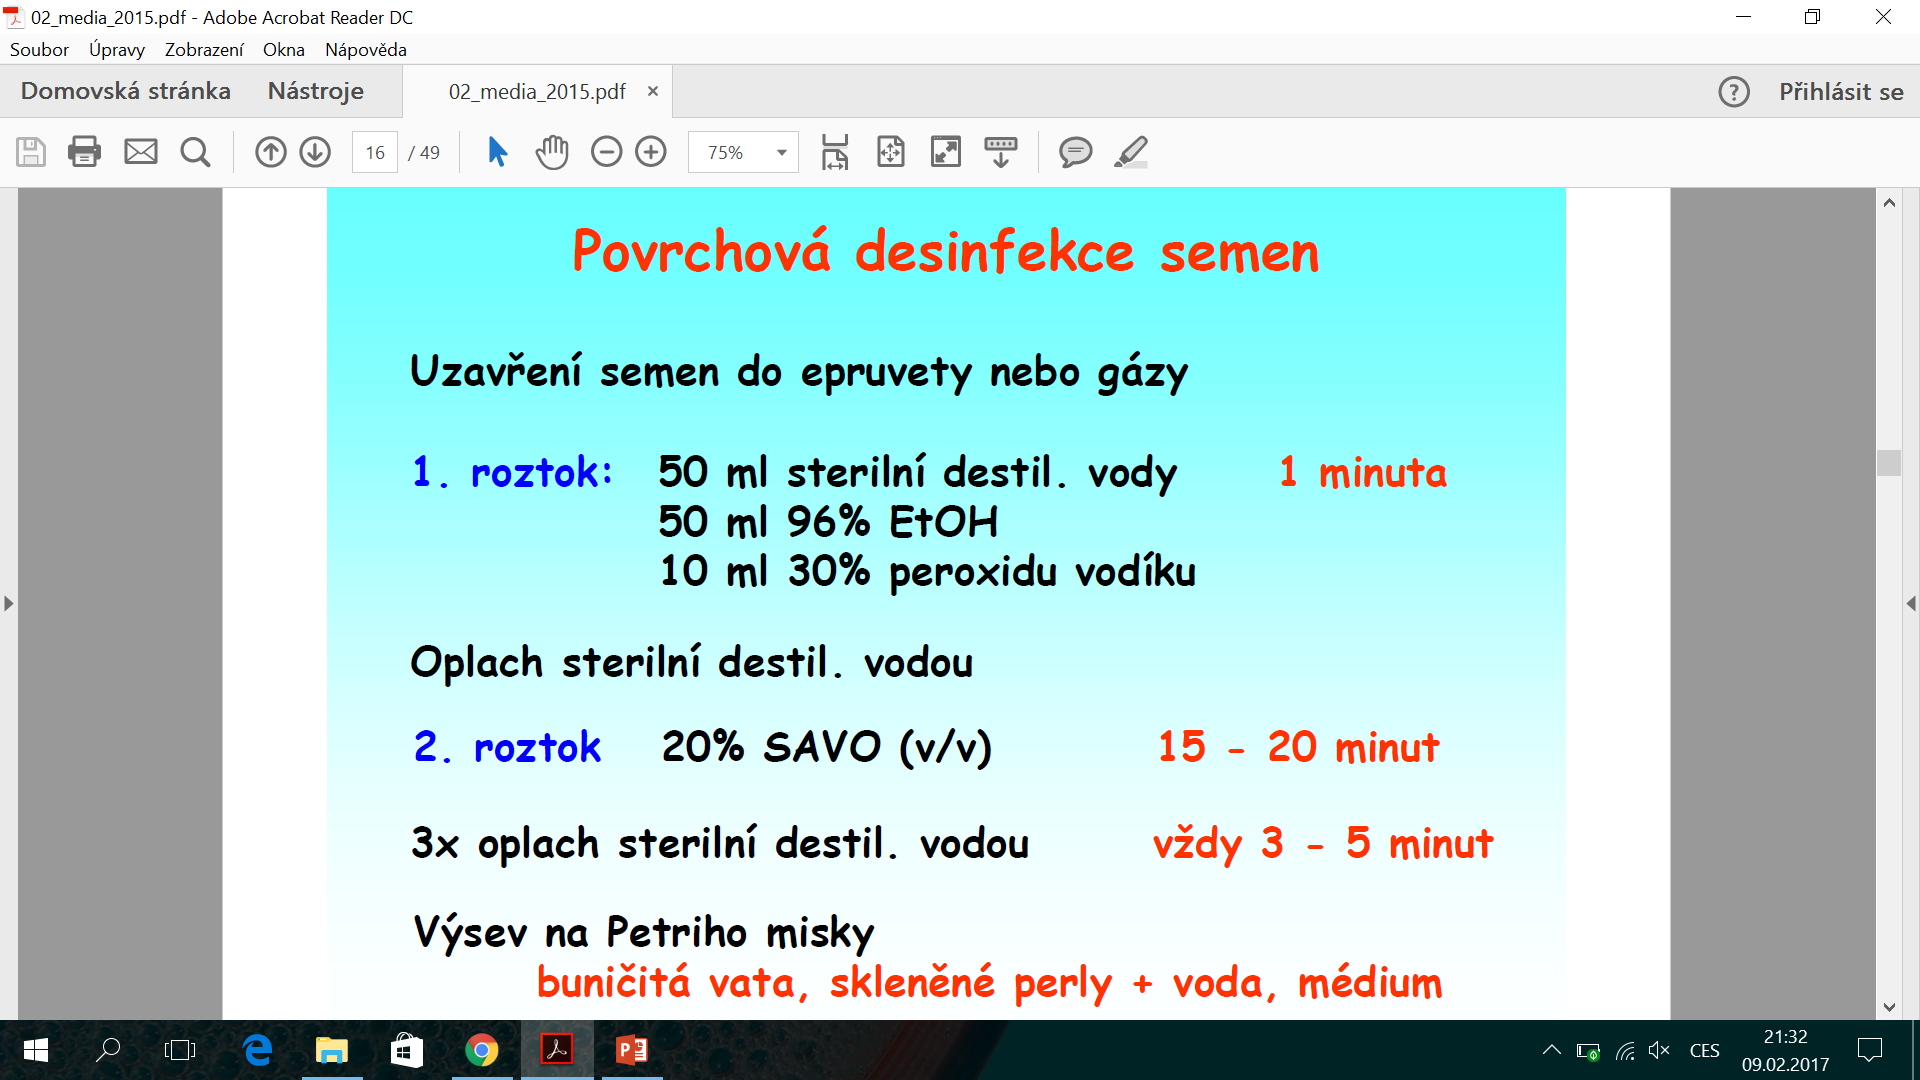 02_media_2015.pdf - Adobe Acrobat Reader DC
Soubor Úpravy Zobrazení Okna Nápověda
Domovská stránka Nástroje 02_media_2015.pdf × ? Přihlásit se
16 / 49 75%
Povrchová desinfekce semen
Uzavření semen do epruvety nebo gázy
1. roztok: 50 ml sterilní destil. vody 1 minuta
50 ml 96% EtOH
10 ml 30% peroxidu vodíku
Oplach sterilní destil. vodou
2. roztok 20% SAVO (v/v) 15 - 20 minut
3x oplach sterilní destil. vodou vždy 3 - 5 minut
Výsev na Petriho misky
buničitá vata, skleněné perly + voda, médium
CES 21:32
09.02.2017